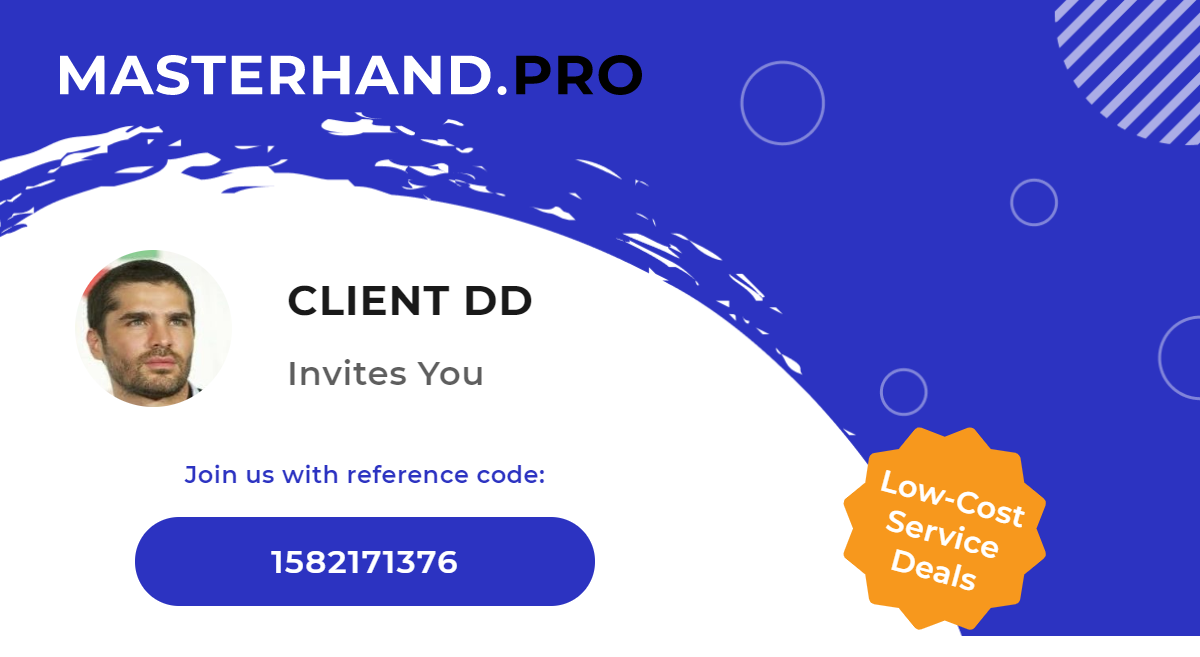 MASTERHAND.PRO
CLIENT DD
Invites You
Join us with reference code:
1582171376
Low-Cost
Service
Deals